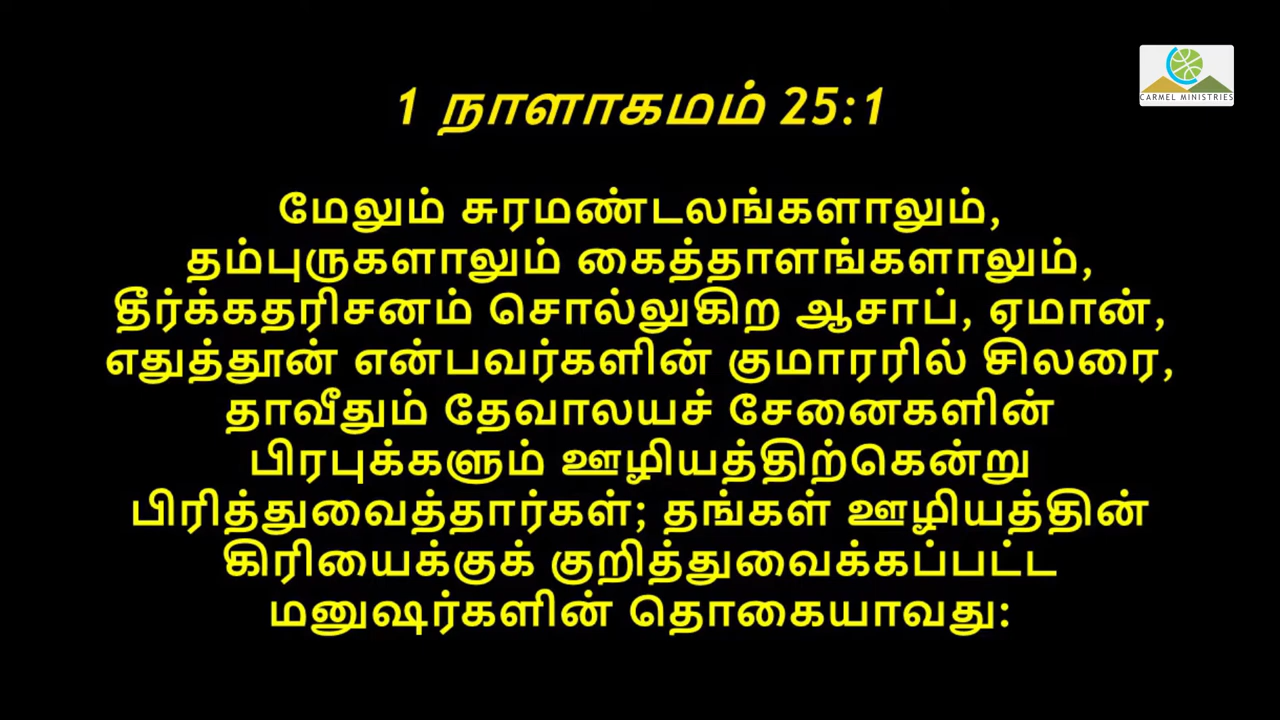 CARMEL MINISTRIES
1 நாளாகமம் 25:1
மேலும் சுரமண்டலங்களாலும்,
தம்புருகளாலும் கைத்தாளங்களாலும்,
தீர்க்கதரிசனம் சொல்லுகிற ஆசாப், ஏமான்,
எதுத்தூன் என்பவர்களின் குமாரரில் சிலரை,
தாவீதும் தேவாலயச் சேனைகளின்
பிரபுக்களும் ஊழியத்திற்கென்று
பிரித்துவைத்தார்கள்; தங்கள் ஊழியத்தின்
கிரியைக்குக் குறித்துவைக்கப்பட்ட
மனுஷர்களின் தொகையாவது: